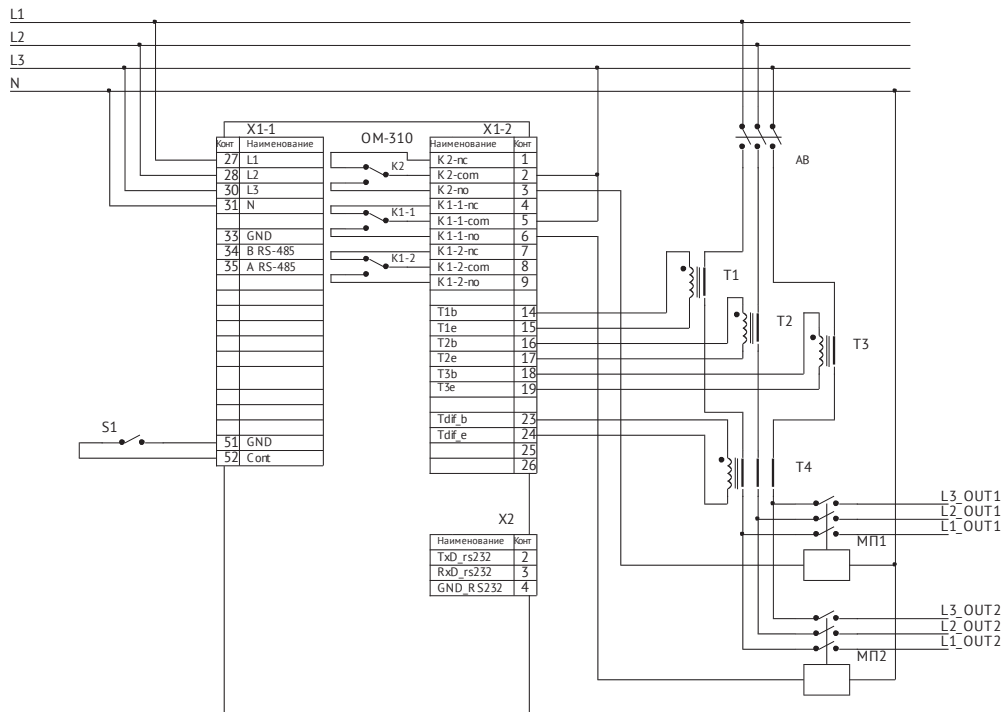 L1
L2
L3
N
X1-1
Конт Наименование
27 L1
28 L2
30 L3
31 N
33 GND
34 B RS-485
35 A RS-485
51 GND
52 Cont
S1
OM-310
K2
K1-1
K1-2
X1-2
Наименование Конт
K2-nc 1
K2-com 2
K2-no 3
K1-1-nc 4
K1-1-com 5
K1-1-no 6
K1-2-nc 7
K1-2-com 8
K1-2-no 9
T1b 14
T1e 15
T2b 16
T2e 17
T3b 18
T3e 19
Tdif_b 23
Tdif_e 24
25
26
X2
Наименование Конт
TxD_rs232 2
RxD_rs232 3
GND_RS232 4
AB
T1
T2
T3
T4
L3_OUT1
L2_OUT1
L1_OUT1
МП1
L3_OUT2
L2_OUT2
L1_OUT2
МП2